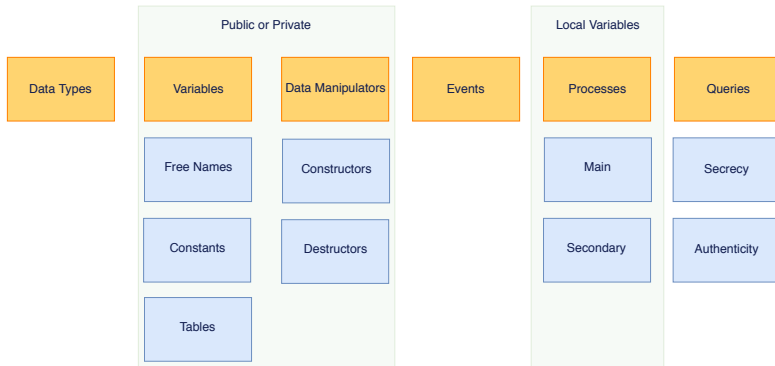 Public or Private
Local Variables
Data Types
Variables
Data Manipulators
Events
Processes
Queries
Free Names
Constructors
Main
Secrecy
Constants
Destructors
Secondary
Authenticity
Tables